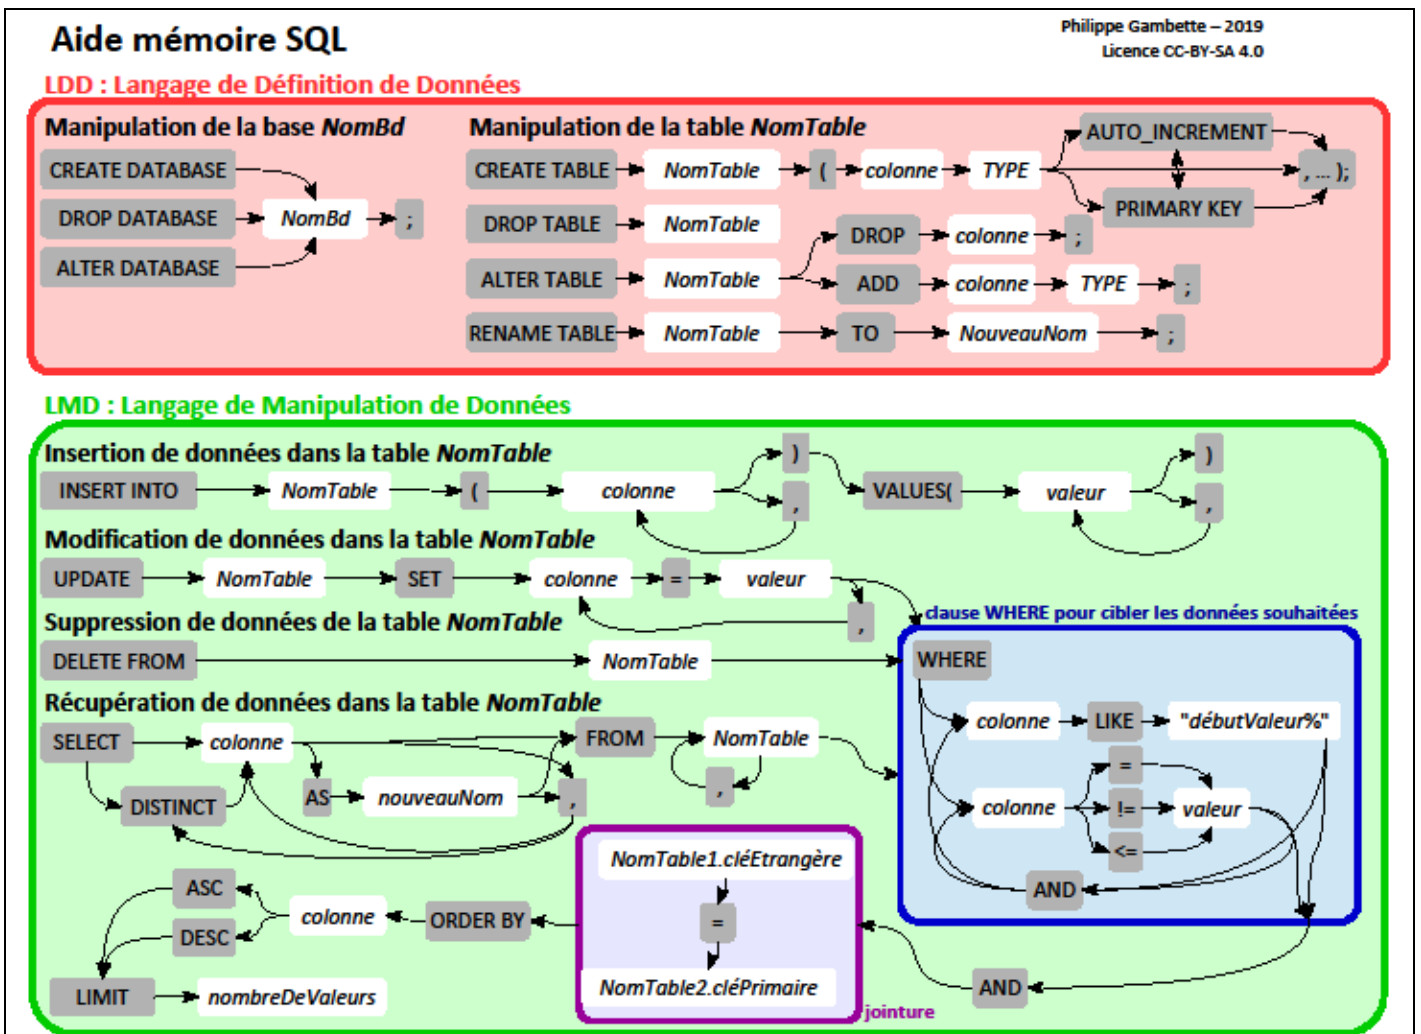 Aide mémoire SQL
Philippe Gambette – 2019
Licence CC-BY-SA 4.0
LDD : Langage de Définition de Données
Manipulation de la base NomBd
CREATE DATABASE
DROP DATABASE
NomBd
;
ALTER DATABASE
Manipulation de la table NomTable
AUTO_INCREMENT
CREATE TABLE
NomTable
(
colonne
TYPE
, ... );
PRIMARY KEY
DROP TABLE
NomTable
DROP
colonne
;
ALTER TABLE
NomTable
ADD
colonne
TYPE
;
RENAME TABLE
NomTable
TO
NouveauNom
;
LMD : Langage de Manipulation de Données
Insertion de données dans la table NomTable
INSERT INTO
NomTable
(
colonne
)
,
VALUES(
valeur
)
,
Modification de données dans la table NomTable
UPDATE
NomTable
SET
colonne
=
valeur
,
Suppression de données de la table NomTable
DELETE FROM
NomTable
clause WHERE pour cibler les données souhaitées
WHERE
colonne
LIKE
"débutValeur%"
colonne
=
!=
<=
valeur
AND
Récupération de données dans la table NomTable
SELECT
colonne
FROM
NomTable
,
DISTINCT
AS
nouveauNom
,
NomTable1.cléEtrangère
=
NomTable2.cléPrimaire
jointure
AND
ASC
DESC
colonne
ORDER BY
LIMIT
nombreDeValeurs